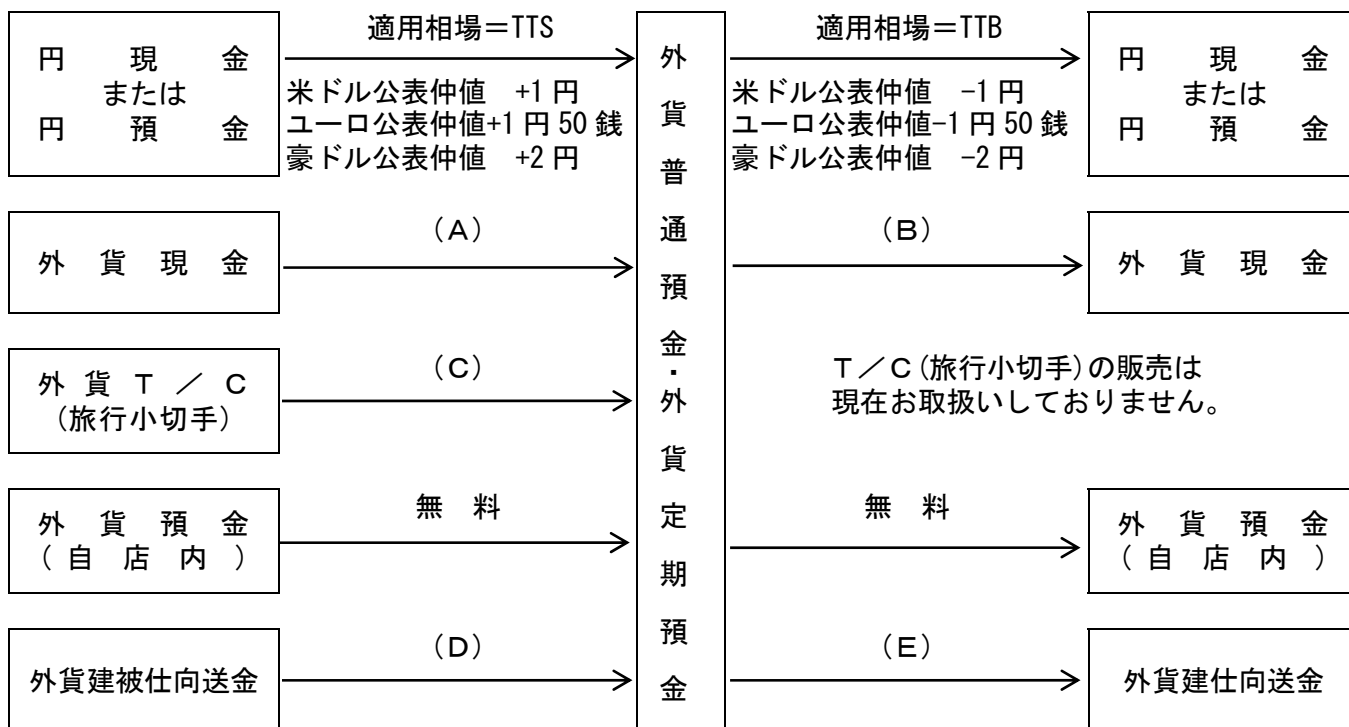 適用相場＝TTS
適用相場＝TTB
円 現 金
または
円 預 金
米ドル公表仲値 +1 円
ユーロ公表仲値+1 円 50 銭
豪ドル公表仲値 +2 円
外貨普通預金・外貨定期預金
米ドル公表仲値 -1 円
ユーロ公表仲値-1 円 50 銭
豪ドル公表仲値 -2 円
円 現 金
または
円 預 金
外 貨 現 金
（Ａ）
（Ｂ）
外 貨 現 金
外 貨 Ｔ ／ Ｃ
(旅行小切手)
（Ｃ）
Ｔ／Ｃ(旅行小切手)の販売は
現在お取扱いしておりません。
外 貨 預 金
( 自 店 内 )
無 料
無 料
外 貨 預 金
( 自 店 内 )
外貨建被仕向送金
（Ｄ）
（Ｅ）
外貨建仕向送金